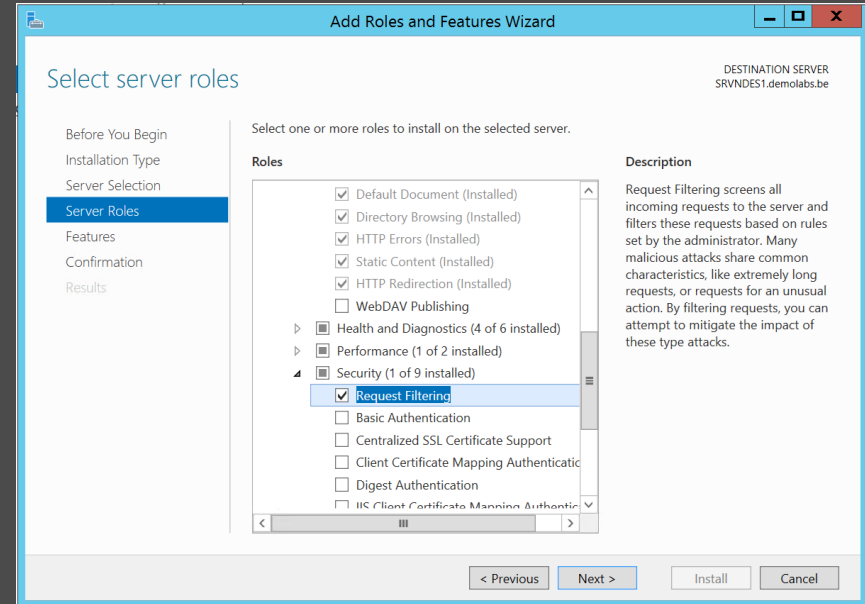 Add Roles and Features Wizard
Select server roles
DESTINATION SERVER
SRVNDES1.demolabs.be
Before You Begin
Installation Type
Server Selection
Server Roles
Features
Confirmation
Results
Select one or more roles to install on the selected server.
Roles
Default Document (Installed)
Directory Browsing (Installed)
HTTP Errors (Installed)
Static Content (Installed)
HTTP Redirection (Installed)
WebDAV Publishing
Health and Diagnostics (4 of 6 installed)
Performance (1 of 2 installed)
Security (1 of 9 installed)
Request Filtering
Basic Authentication
Centralized SSL Certificate Support
Client Certificate Mapping Authenticatic
Digest Authentication
IIS Client Certificate Mapping Authentic
Description
Request Filtering screens all
incoming requests to the server and
filters these requests based on rules
set by the administrator. Many
malicious attacks share common
characteristics, like extremely long
requests, or requests for an unusual
action. By filtering requests, you can
attempt to mitigate the impact of
these type attacks.
< Previous
Next >
Install
Cancel